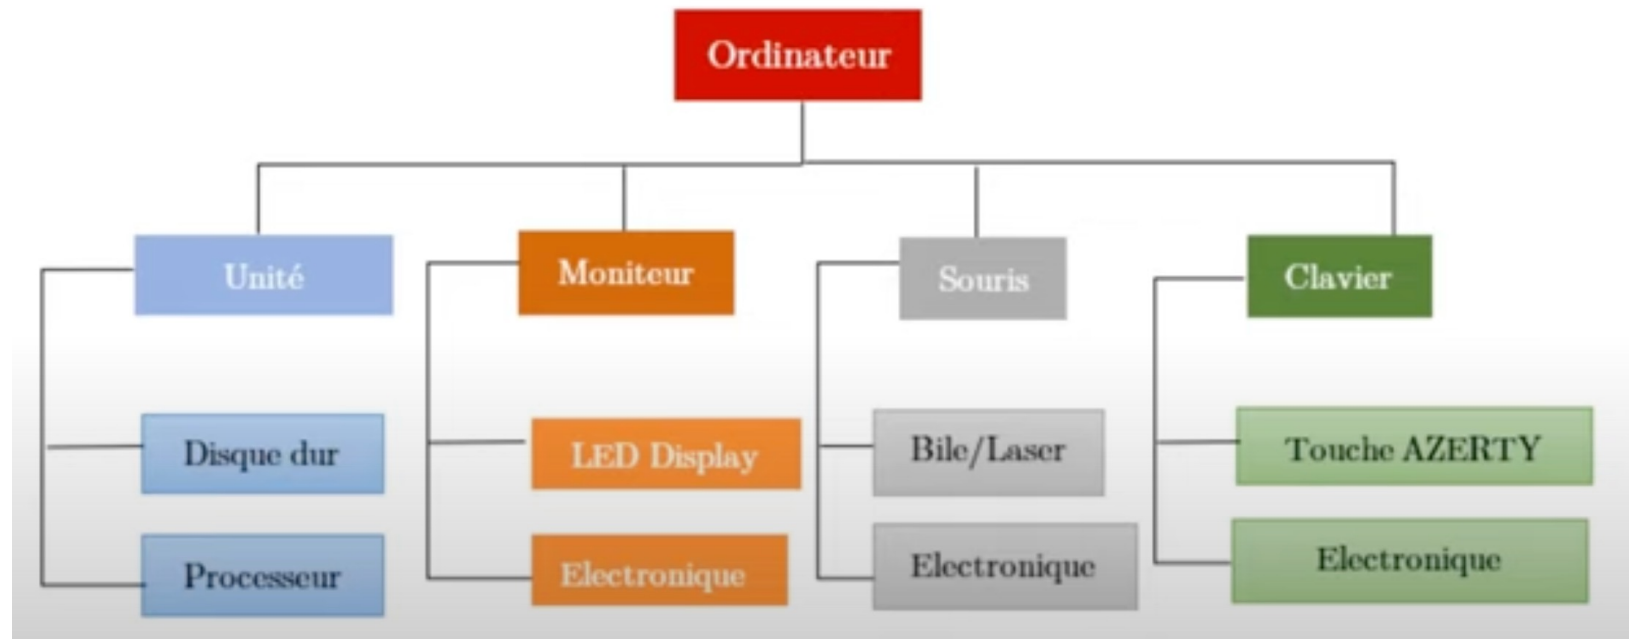 Ordinateur
Unité
Moniteur
Souris
Clavier
Disque dur
LED Display
Bile/Laser
Touche AZERTY
Processeur
Electronique
Electronique
Electronique